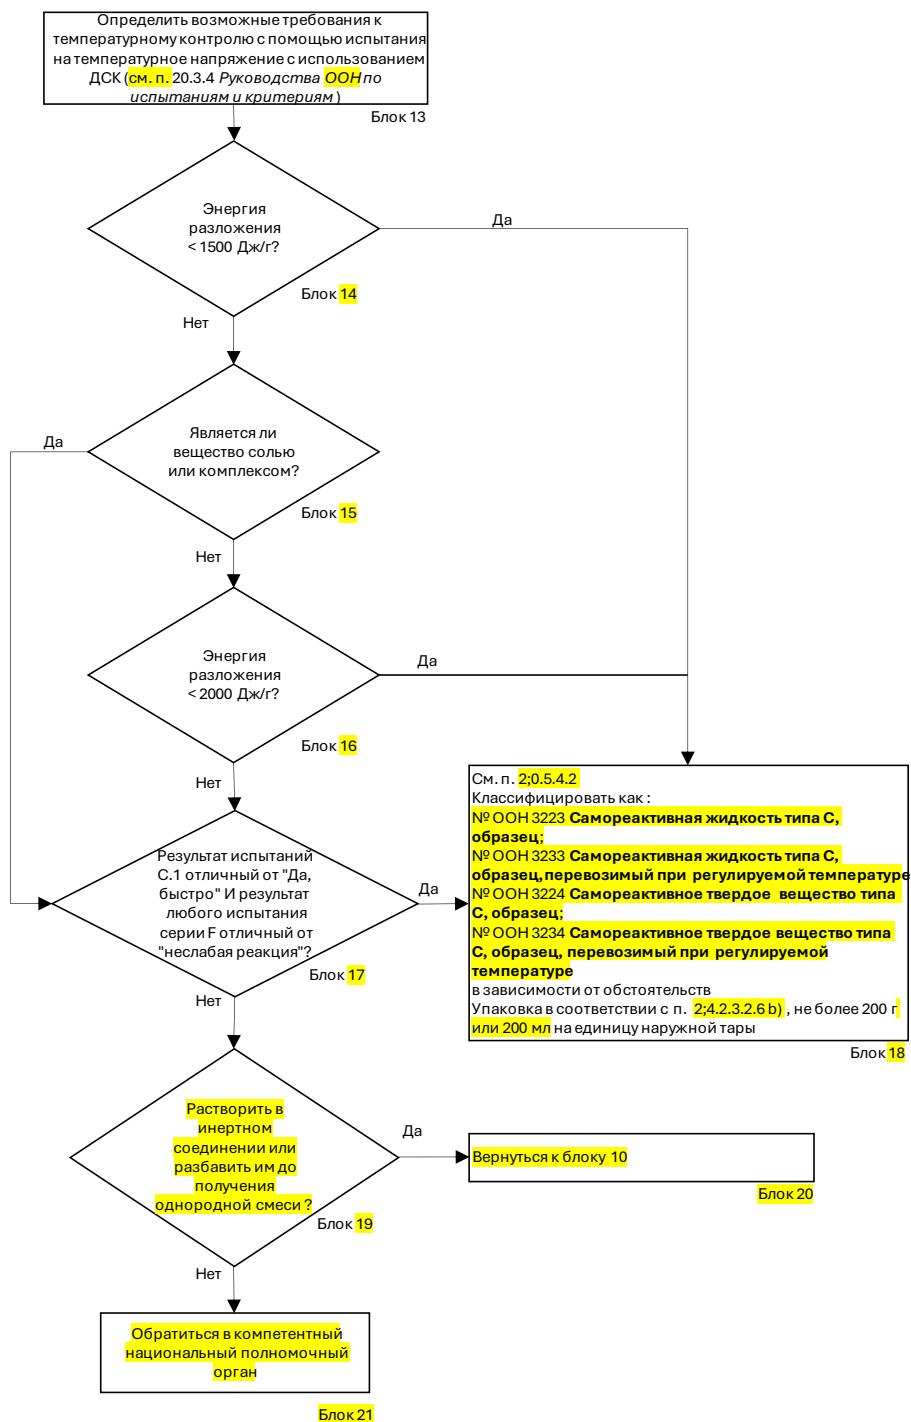 Определить возможные требования к
температурному контролю с помощью испытания
на температурное напряжение с использованием
ДСК (см. п. 20.3.4 Руководства ООН по
испытаниям и критериям )
Блок 13
Энергия
разложения
< 1500 Дж/г?
Да
Блок 14
Нет
Является ли
вещество солью
или комплексом?
Да
Блок 15
Нет
Энергия
разложения
< 2000 Дж/г?
Да
Блок 16
Нет
Результат испытаний
С.1 отличный от "Да,
быстро" И результат
любого испытания
серии F отличный от
"неслабая реакция"?
Да
Блок 17
Нет
См. п. 2;0.5.4.2
Классифицировать как :
№ ООН 3223 Самореактивная жидкость типа С,
образец;
№ ООН 3233 Самореактивная жидкость типа С,
образец, перевозимый при регулируемой температуре
№ ООН 3224 Самореактивное твердое вещество типа
С, образец;
№ ООН 3234 Самореактивное твердое вещество типа
С, образец, перевозимый при регулируемой
температуре
в зависимости от обстоятельств
Упаковка в соответствии с п. 2;4.2.3.2.6 b) , не более 200 г
или 200 мл на единицу наружной тары
Блок 18
Растворить в
инертном
соединении или
разбавить им до
получения
однородной смеси ?
Да
Блок 19
Вернуться к блоку 10
Блок 20
Нет
Обратиться в компетентный
национальный полномочный
орган
Блок 21